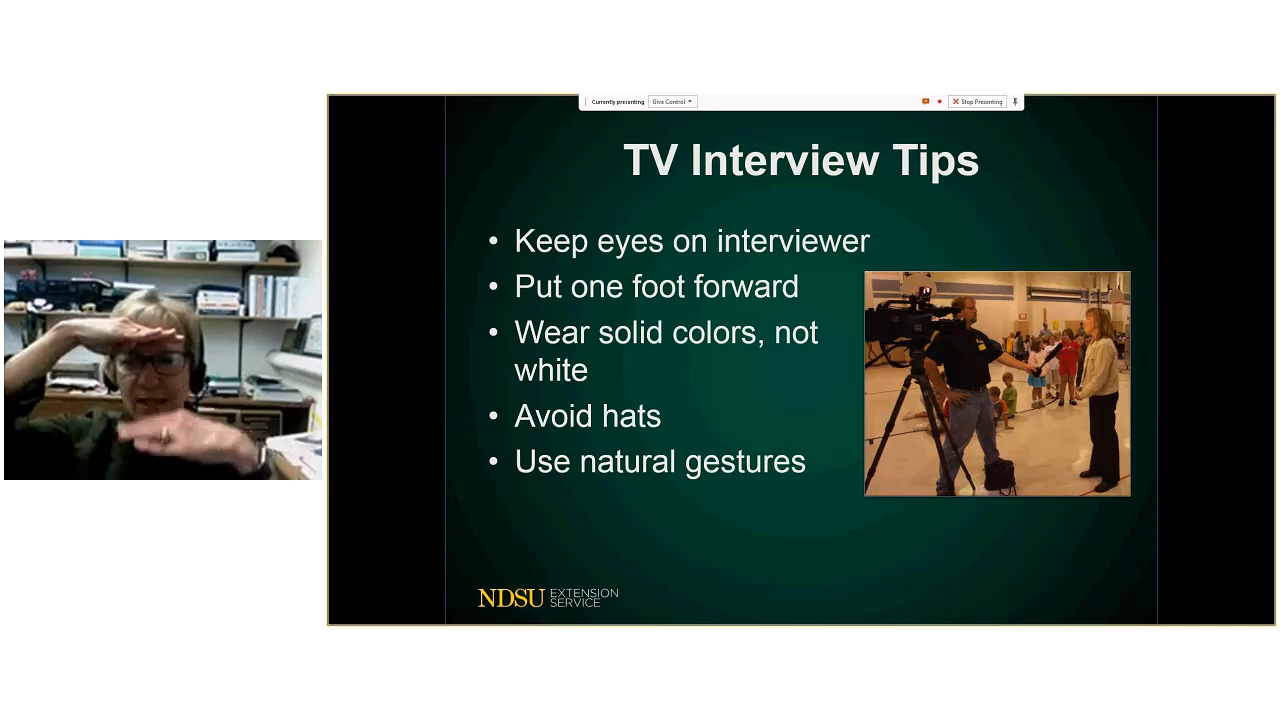 Currently presenting Give Control Stop Presenting
TV Interview Tips
• Keep eyes on interviewer
• Put one foot forward
• Wear solid colors, not
white
• Avoid hats
• Use natural gestures
NDSU EXTENSION
SERVICE